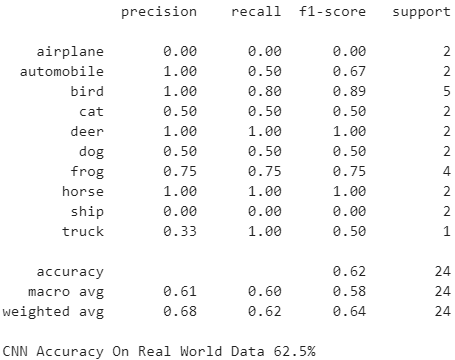 precision recall f1-score support
airplane 0.00 0.00 0.00 2
automobile 1.00 0.50 0.67 2
bird 1.00 0.80 0.89 5
cat 0.50 0.50 0.50 2
deer 1.00 1.00 1.00 2
dog 0.50 0.50 0.50 2
frog 0.75 0.75 0.75 4
horse 1.00 1.00 1.00 2
ship 0.00 0.00 0.00 2
truck 0.33 1.00 0.50 1
accuracy 0.62 24
macro avg 0.61 0.60 0.58 24
weighted avg 0.68 0.62 0.64 24
CNN Accuracy On Real World Data 62.5%